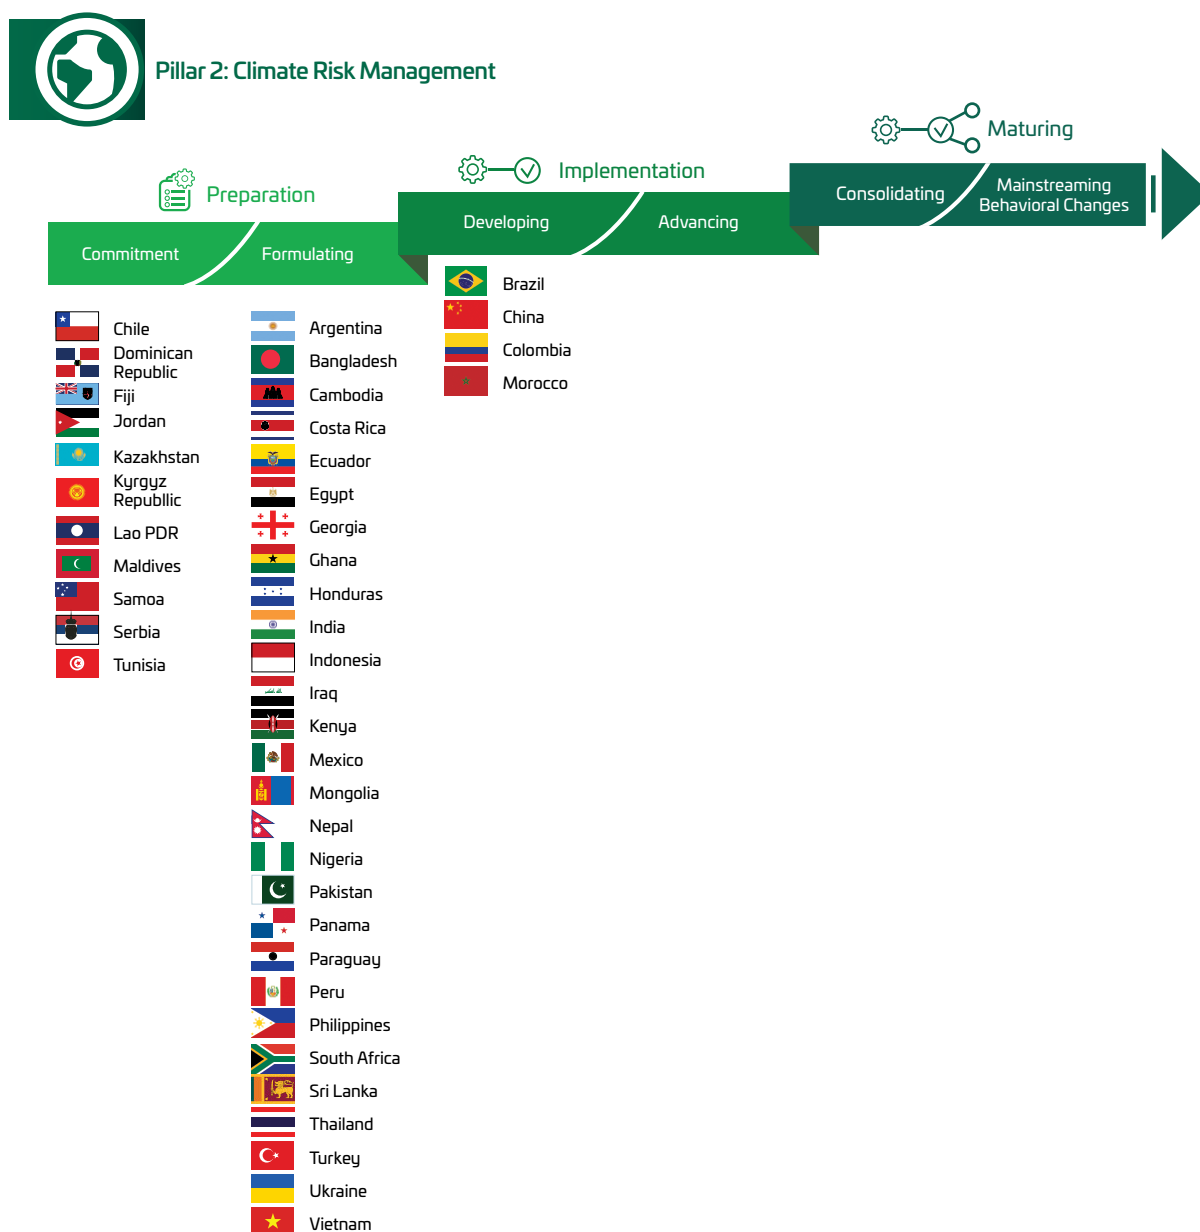 Pillar 2: Climate Risk Management
Maturing
Implementation
Preparation
Consolidating
Mainstreaming
Behavioral Changes
Developing
Advancing
Commitment
Formulating
Chile
Dominican
Republic
Fiji
Jordan
Kazakhstan
Kyrgyz
Republlic
Lao PDR
Maldives
Samoa
Serbia
Tunisia
Argentina
Bangladesh
Cambodia
Costa Rica
Ecuador
Egypt
Georgia
Ghana
Honduras
India
Indonesia
Iraq
Kenya
Mexico
Mongolia
Nepal
Nigeria
Pakistan
Panama
Paraguay
Peru
Philippines
South Africa
Sri Lanka
Thailand
Turkey
Ukraine
Vietnam
Brazil
China
Colombia
Morocco